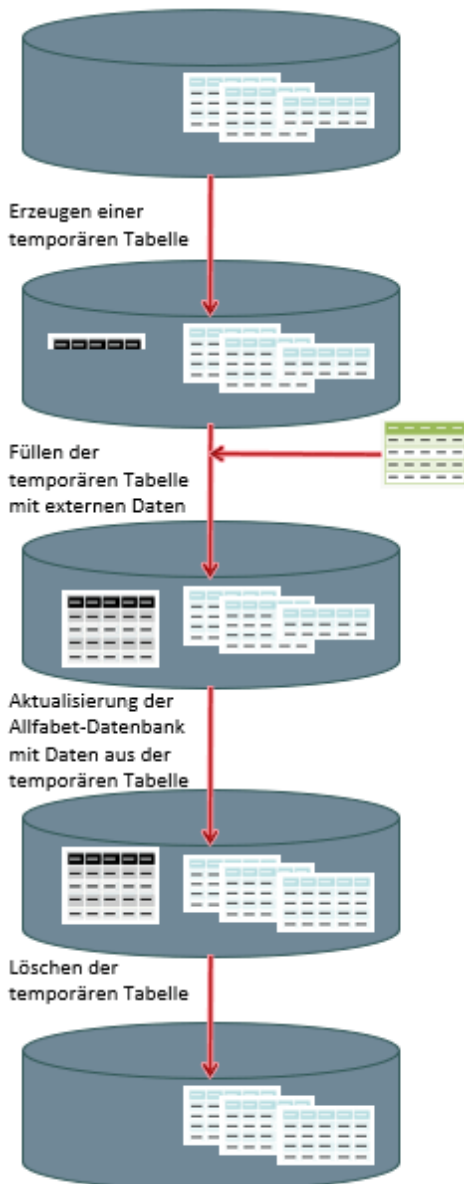 Erzeugen einer
temporären Tabelle
Füllen der
temporären Tabelle
mit externen Daten
Aktualisierung der
Allfabet-Datenbank
mit Daten aus der
temporären Tabelle
Löschen der
temporären Tabelle